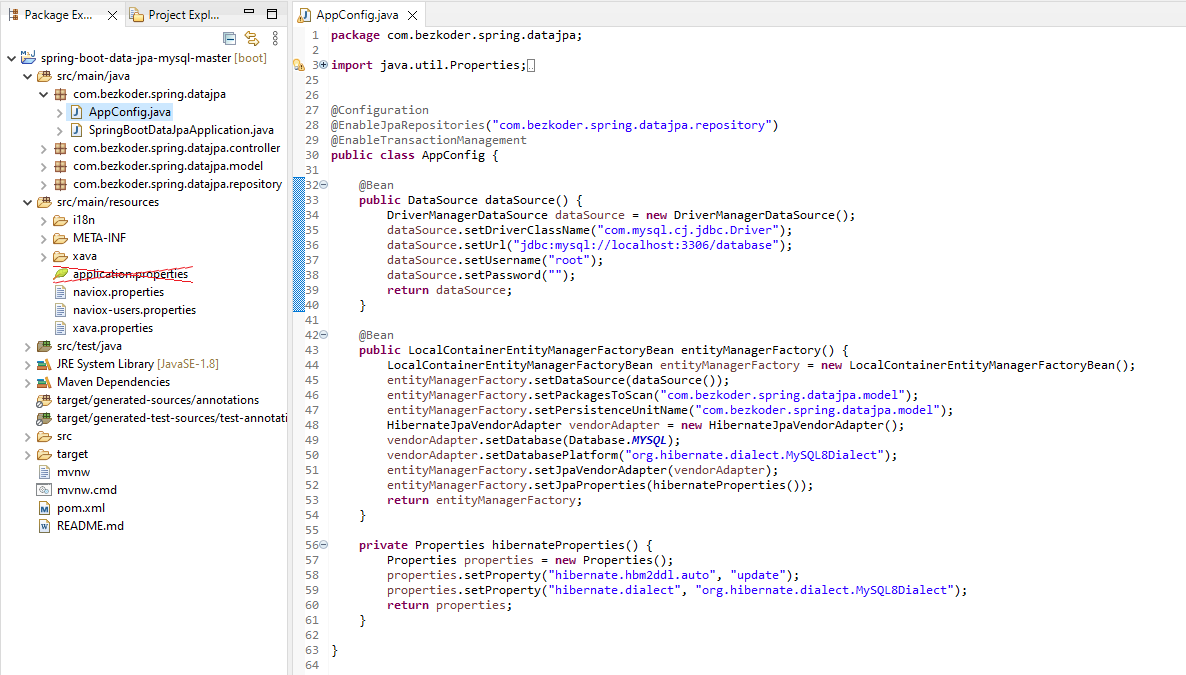 Package Ex...
Project Expl...
spring-boot-data-jpa-mysql-master [boot]
src/main/java
com.bezkoder.spring.datajpa
AppConfig.java
SpringBootDataJpaApplication.java
com.bezkoder.spring.datajpa.controller
com.bezkoder.spring.datajpa.model
com.bezkoder.spring.datajpa.repository
src/main/resources
i18n
META-INF
xava
application.properties
naviox.properties
naviox-users.properties
xava.properties
src/test/java
JRE System Library [JavaSE-1.8]
Maven Dependencies
target/generated-sources/annotations
target/generated-test-sources/test-annotati
src
target
mvnw
mvnw.cmd
pom.xml
README.md
AppConfig.java
1 package com.bezkoder.spring.datajpa;
2
3 import java.util.Properties;
25
26
27 @Configuration
28 @EnableJpaRepositories("com.bezkoder.spring.datajpa.repository")
29 @EnableTransactionManagement
30 public class AppConfig {
31
32 @Bean
33 public DataSource dataSource() {
34 DriverManagerDataSource dataSource = new DriverManagerDataSource();
35 dataSource.setDriverClassName("com.mysql.cj.jdbc.Driver");
36 dataSource.setUrl("jdbc:mysql://localhost:3306/database");
37 dataSource.setUsername("root");
38 dataSource.setPassword("");
39 return dataSource;
40 }
41
42 @Bean
43 public LocalContainerEntityManagerFactoryBean entityManagerFactory() {
44 LocalContainerEntityManagerFactoryBean entityManagerFactory = new LocalContainerEntityManagerFactoryBean();
45 entityManagerFactory.setDataSource(dataSource());
46 entityManagerFactory.setPackagesToScan("com.bezkoder.spring.datajpa.model");
47 entityManagerFactory.setPersistenceUnitName("com.bezkoder.spring.datajpa.model");
48 HibernateJpaVendorAdapter vendorAdapter = new HibernateJpaVendorAdapter();
49 vendorAdapter.setDatabase(Database.MYSQL);
50 vendorAdapter.setDatabasePlatform("org.hibernate.dialect.MySQL8Dialect");
51 entityManagerFactory.setJpaVendorAdapter(vendorAdapter);
52 entityManagerFactory.setJpaProperties(hibernateProperties());
53 return entityManagerFactory;
54 }
55
56 private Properties hibernateProperties() {
57 Properties properties = new Properties();
58 properties.setProperty("hibernate.hbm2ddl.auto", "update");
59 properties.setProperty("hibernate.dialect", "org.hibernate.dialect.MySQL8Dialect");
60 return properties;
61 }
62
63 }
64